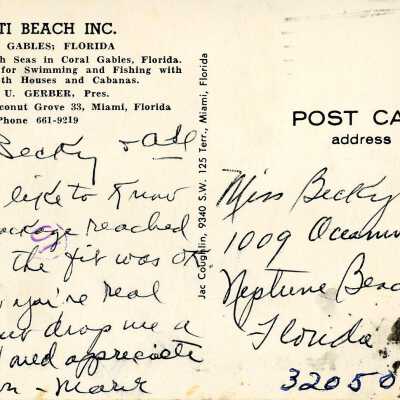 TI BEACH INC.
GABLES; FLORIDA
h Seas in Coral Gables, Florida.
for Swimming and Fishing with
th Houses and Cabanas.
U. GERBER, Pres.
conut Grove 33, Miami, Florida
Phone 661-9219
Becky & all
like to know
package reached
the fit was OK
you're real
drop me a
appreciate
Jac Coughlin, 9340 S.W. 125 Terr., Miami, Florida
POST CA
address
Miss Becky
1009 Ocean
Neptune Bea
Florida
32050